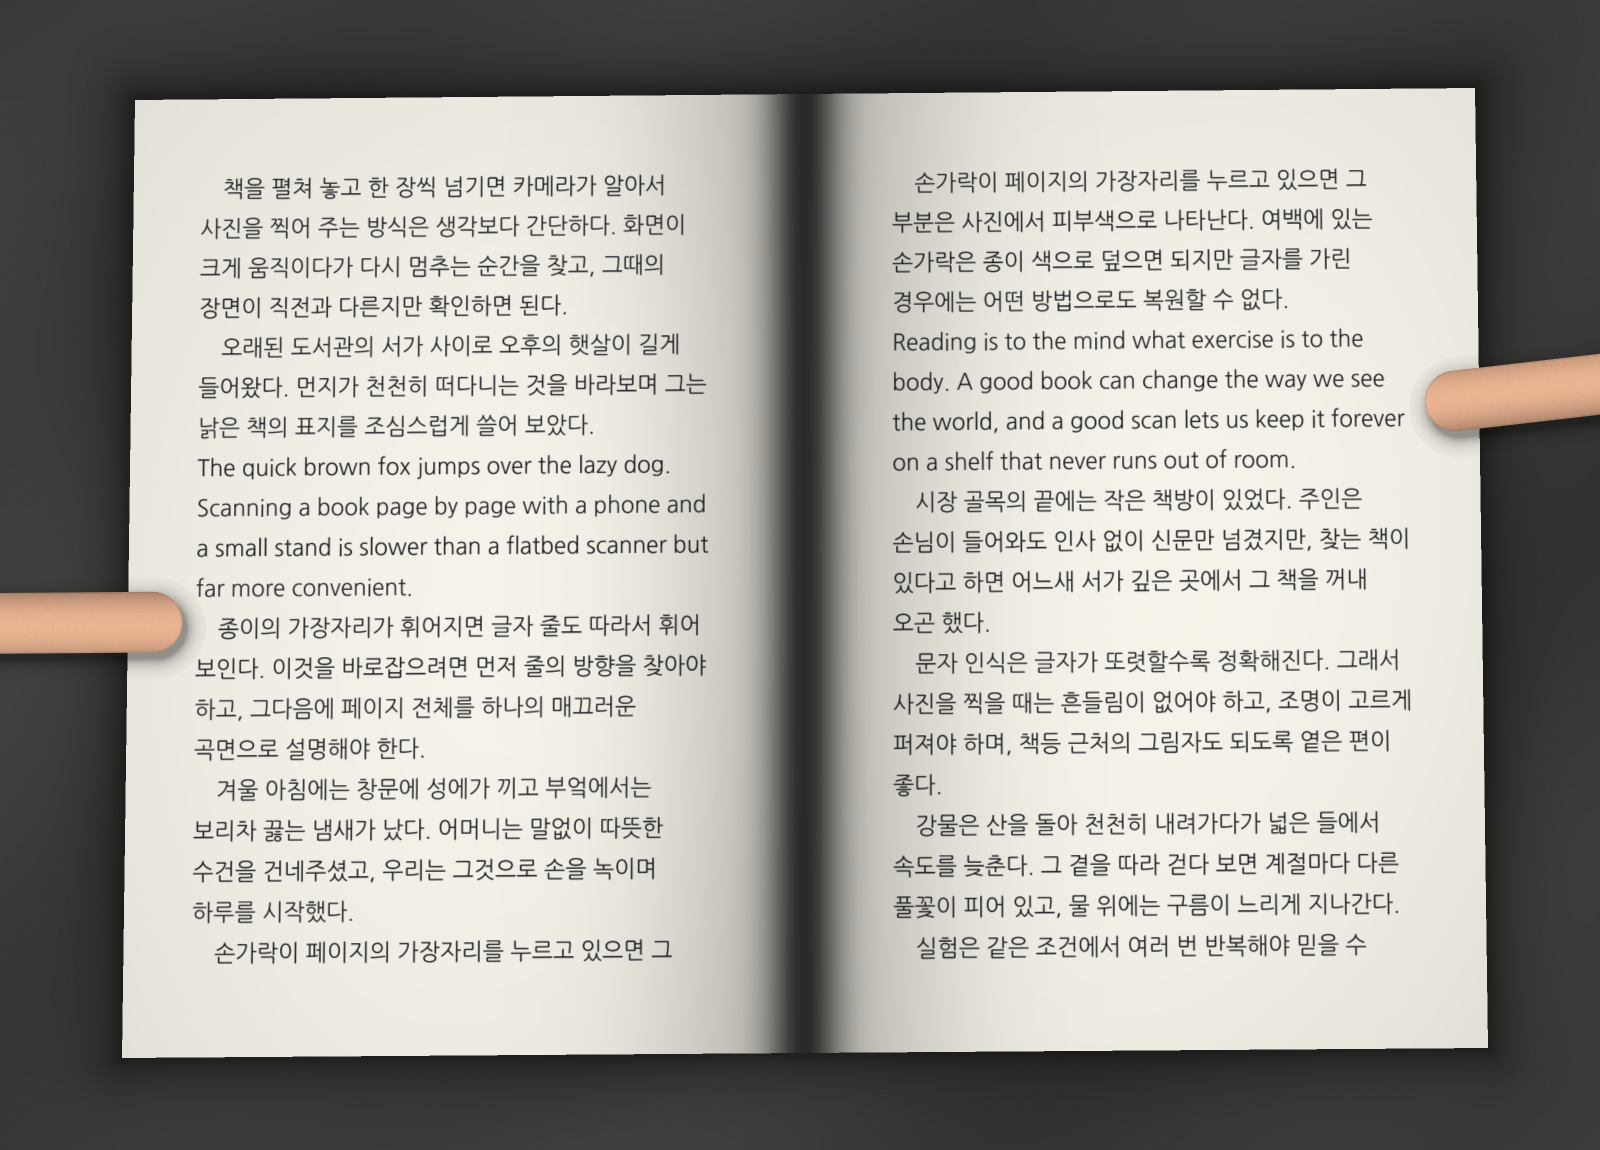 책을 펼쳐 놓고 한 장씩 넘기면 카메라가 알아서
사진을 찍어 주는 방식은 생각보다 간단하다. 화면이
크게 움직이다가 다시 멈추는 순간을 찾고, 그때의
장면이 직전과 다른지만 확인하면 된다.
오래된 도서관의 서가 사이로 오후의 햇살이 길게
들어왔다. 먼지가 천천히 떠다니는 것을 바라보며 그는
낡은 책의 표지를 조심스럽게 쓸어 보았다.
The quick brown fox jumps over the lazy dog.
Scanning a book page by page with a phone and
a small stand is slower than a flatbed scanner but
far more convenient.
종이의 가장자리가 휘어지면 글자 줄도 따라서 휘어
보인다. 이것을 바로잡으려면 먼저 줄의 방향을 찾아야
하고, 그다음에 페이지 전체를 하나의 매끄러운
곡면으로 설명해야 한다.
겨울 아침에는 창문에 성에가 끼고 부엌에서는
보리차 끓는 냄새가 났다. 어머니는 말없이 따뜻한
수건을 건네주셨고, 우리는 그것으로 손을 녹이며
하루를 시작했다.
손가락이 페이지의 가장자리를 누르고 있으면 그
손가락이 페이지의 가장자리를 누르고 있으면 그
부분은 사진에서 피부색으로 나타난다. 여백에 있는
손가락은 종이 색으로 덮으면 되지만 글자를 가린
경우에는 어떤 방법으로도 복원할 수 없다.
Reading is to the mind what exercise is to the
body. A good book can change the way we see
the world, and a good scan lets us keep it forever
on a shelf that never runs out of room.
시장 골목의 끝에는 작은 책방이 있었다. 주인은
손님이 들어와도 인사 없이 신문만 넘겼지만, 찾는 책이
있다고 하면 어느새 서가 깊은 곳에서 그 책을 꺼내
오곤 했다.
문자 인식은 글자가 또렷할수록 정확해진다. 그래서
사진을 찍을 때는 흔들림이 없어야 하고, 조명이 고르게
퍼져야 하며, 책등 근처의 그림자도 되도록 옅은 편이
좋다.
강물은 산을 돌아 천천히 내려가다가 넓은 들에서
속도를 늦춘다. 그 곁을 따라 걷다 보면 계절마다 다른
풀꽃이 피어 있고, 물 위에는 구름이 느리게 지나간다.
실험은 같은 조건에서 여러 번 반복해야 믿을 수